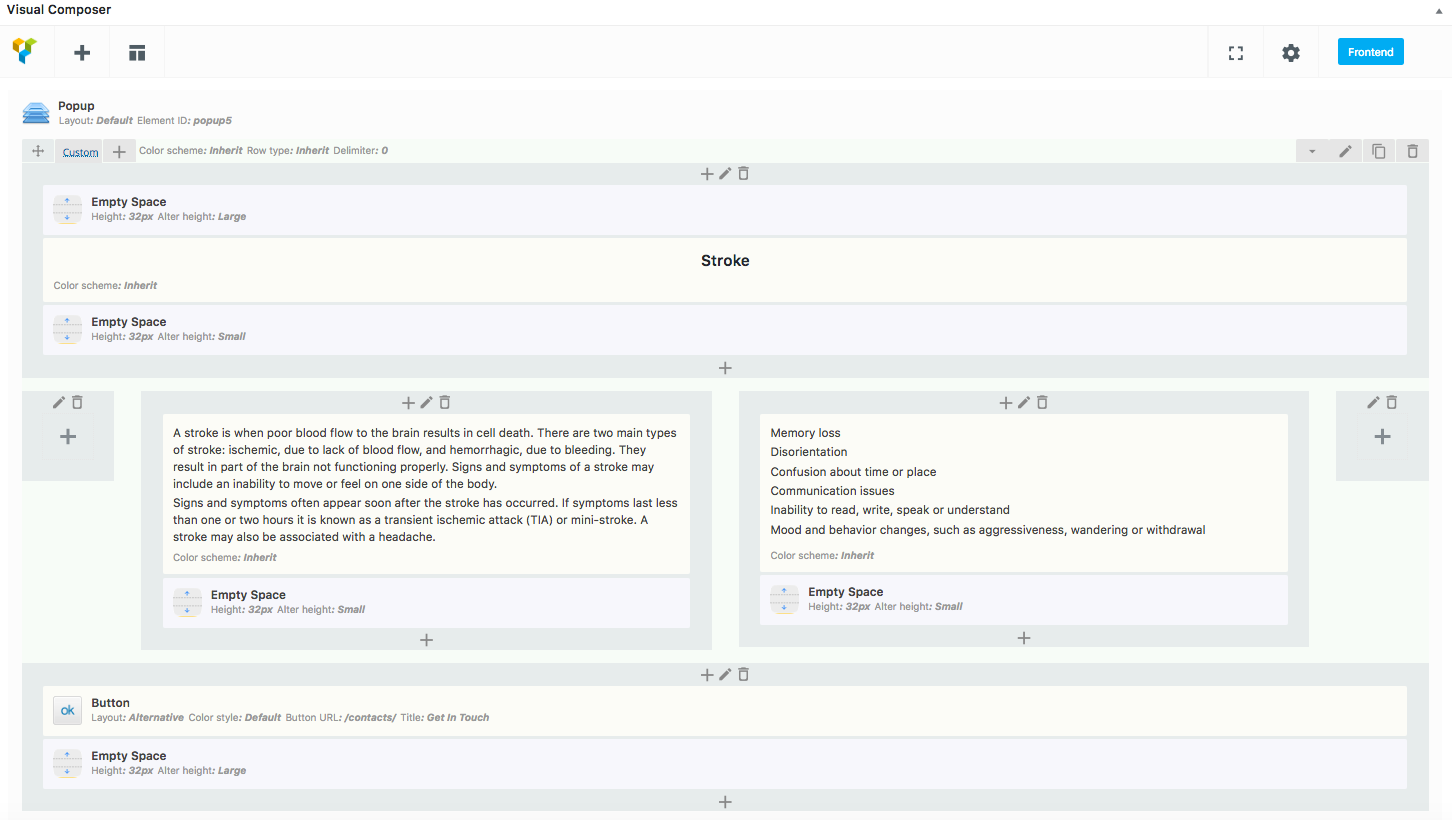 Visual Composer
Frontend
Popup
Layout: Default Element ID: popup5
Custom
Color scheme: Inherit Row type: Inherit Delimiter: 0
Empty Space
Height: 32px Alter height: Large
Stroke
Color scheme: Inherit
Empty Space
Height: 32px Alter height: Small
A stroke is when poor blood flow to the brain results in cell death. There are two main types
of stroke: ischemic, due to lack of blood flow, and hemorrhagic, due to bleeding. They
result in part of the brain not functioning properly. Signs and symptoms of a stroke may
include an inability to move or feel on one side of the body.
Signs and symptoms often appear soon after the stroke has occurred. If symptoms last less
than one or two hours it is known as a transient ischemic attack (TIA) or mini-stroke. A
stroke may also be associated with a headache.
Color scheme: Inherit
Empty Space
Height: 32px Alter height: Small
Memory loss
Disorientation
Confusion about time or place
Communication issues
Inability to read, write, speak or understand
Mood and behavior changes, such as aggressiveness, wandering or withdrawal
Color scheme: Inherit
Empty Space
Height: 32px Alter height: Small
ok
Button
Layout: Alternative Color style: Default Button URL: /contacts/ Title: Get In Touch
Empty Space
Height: 32px Alter height: Large